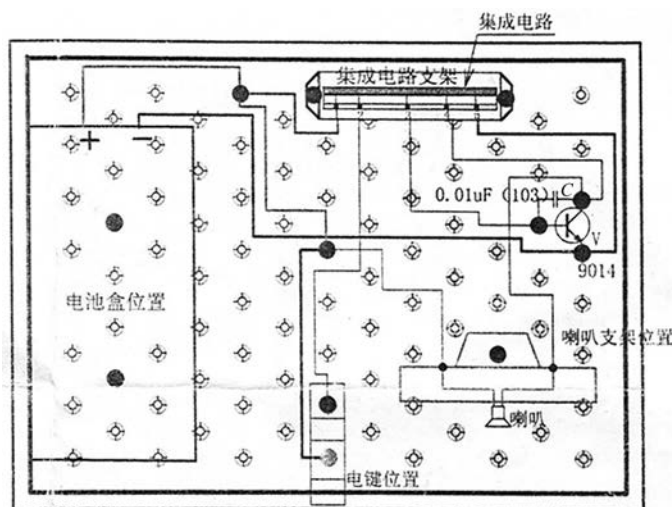 集成电路
集成电路支架
+ −
0.01uF (103) C
V
9014
电池盒位置
喇叭支架位置
喇叭
电键位置